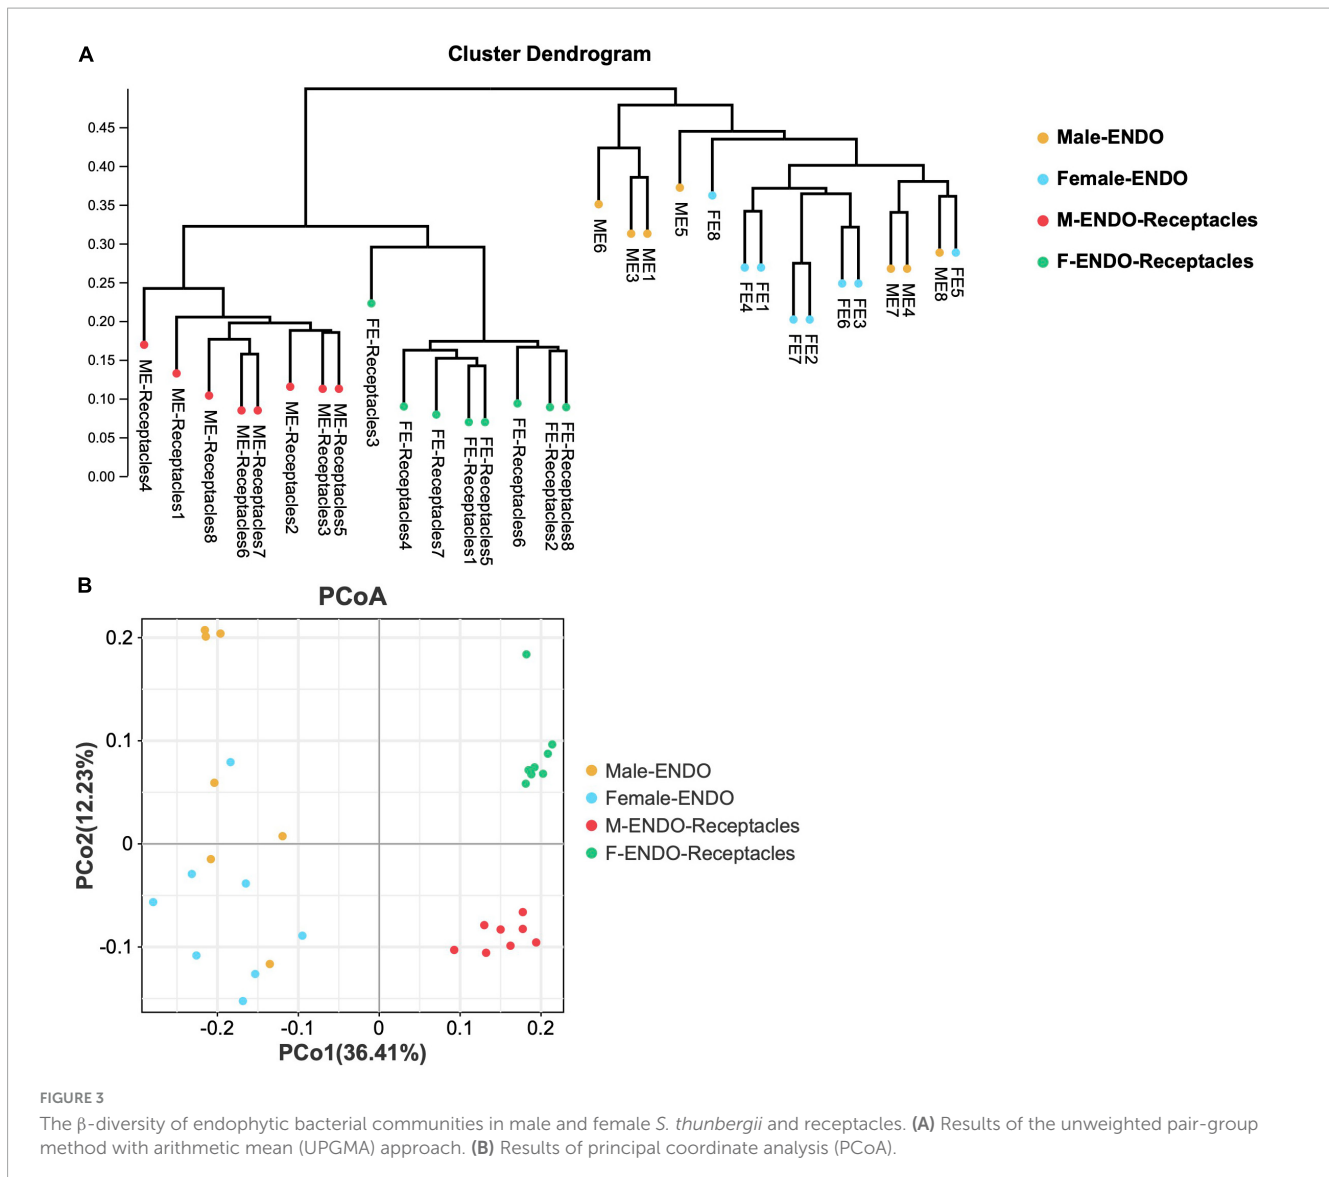 A
Cluster Dendrogram
0.45
0.40
0.35
0.30
0.25
0.20
0.15
0.10
0.05
0.00
ME-Receptacles4
ME-Receptacles1
ME-Receptacles8
ME-Receptacles6
ME-Receptacles7
ME-Receptacles2
ME-Receptacles3
ME-Receptacles5
FE-Receptacles3
FE-Receptacles4
FE-Receptacles7
FE-Receptacles1
FE-Receptacles5
FE-Receptacles6
FE-Receptacles2
FE-Receptacles8
ME6
ME3
ME1
ME5
FE8
FE4
FE1
FE7
FE2
FE6
FE3
ME7
ME4
ME8
FE5
Male-ENDO
Female-ENDO
M-ENDO-Receptacles
F-ENDO-Receptacles
B
PCoA
0.2
0.1
0
-0.1
PCo2(12.23%)
-0.2
-0.1
0
0.1
0.2
PCo1(36.41%)
Male-ENDO
Female-ENDO
M-ENDO-Receptacles
F-ENDO-Receptacles
FIGURE 3
The β-diversity of endophytic bacterial communities in male and female S. thunbergii and receptacles. (A) Results of the unweighted pair-group
method with arithmetic mean (UPGMA) approach. (B) Results of principal coordinate analysis (PCoA).